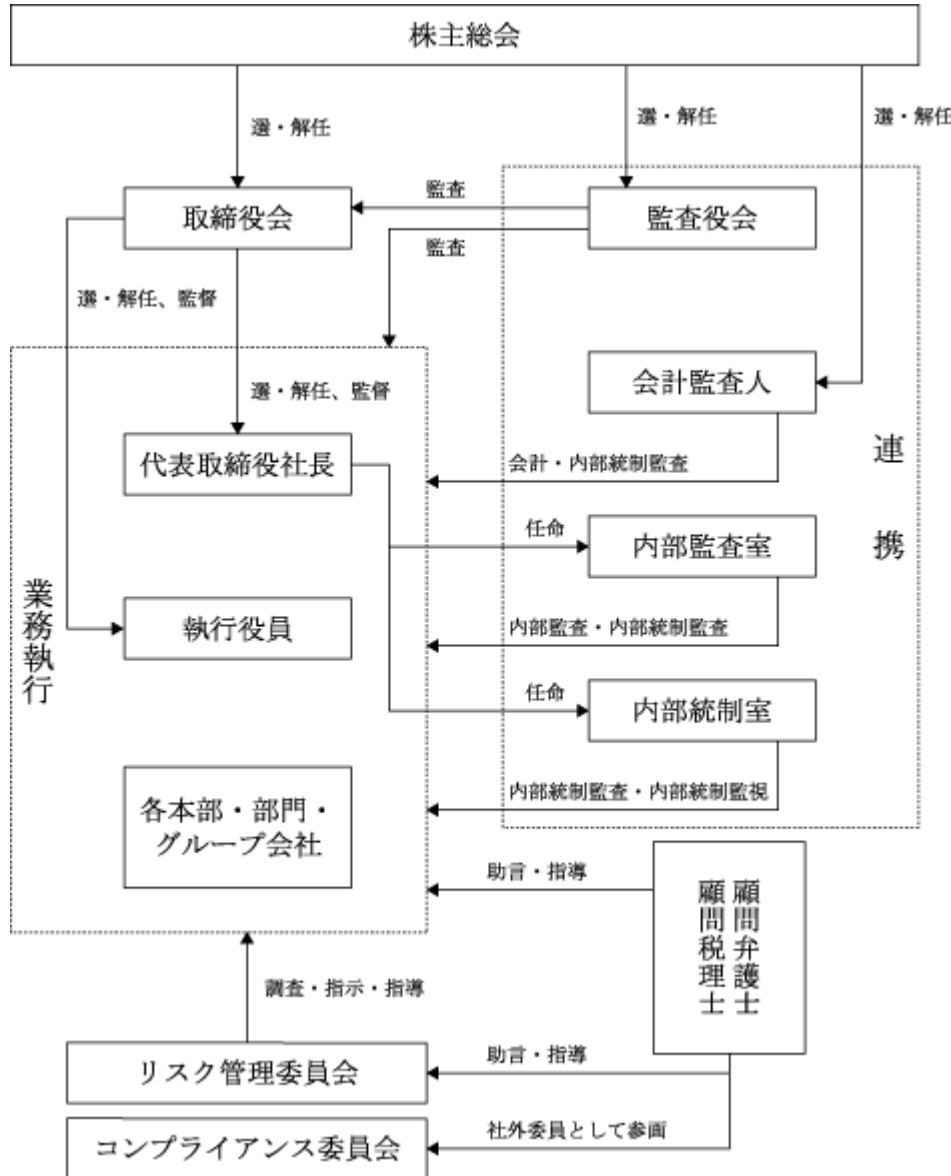 株主総会
選・解任
選・解任
選・解任
監査
取締役会
監査役会
監査
選・解任、監督
選・解任、監督
会計監査人
代表取締役社長
会計・内部統制監査
連携
任命
内部監査室
業務執行
執行役員
内部監査・内部統制監査
任命
内部統制室
各本部・部門・
グループ会社
内部統制監査・内部統制監視
助言・指導
顧問弁護士
顧問税理士
調査・指示・指導
リスク管理委員会
助言・指導
コンプライアンス委員会
社外委員として参画